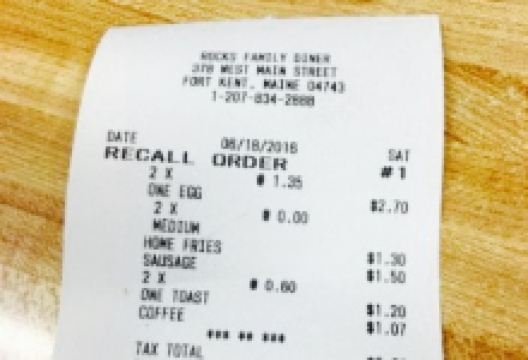 ROCKS FAMILY DINER
378 WEST MAIN STREET
FORT KENT, MAINE 04743
1-207-834-2888
DATE 06/18/2016 SAT
RECALL ORDER #1
2 X @ 1.35
ONE EGG $2.70
2 X @ 0.00
MEDIUM
HOME FRIES $1.30
SAUSAGE $1.50
2 X @ 0.60
ONE TOAST $1.20
COFFEE $1.07
TAX TOTAL